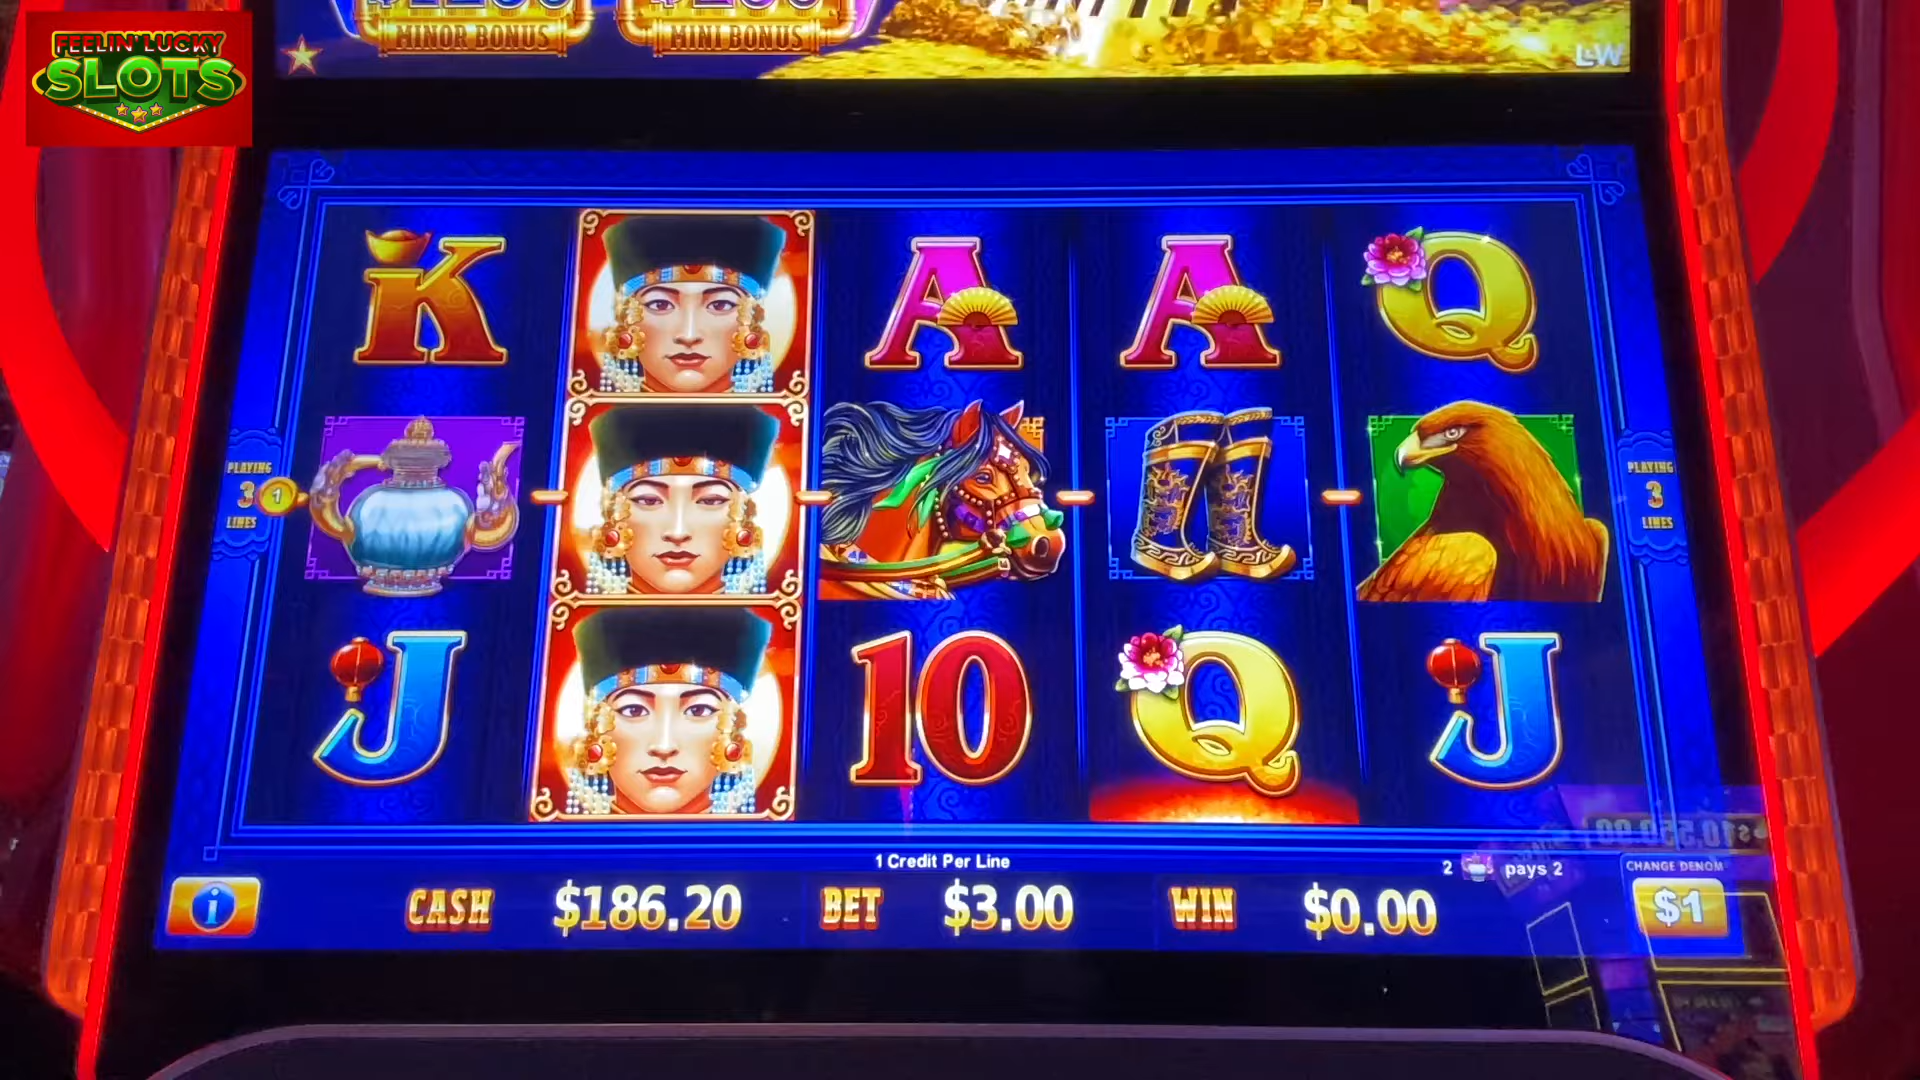 FEELIN' LUCKY
SLOTS
MINOR BONUS
MINI BONUS
L&W
K
A
A
Q
PLAYING
3
LINES
1
PLAYING
3
LINES
J
10
Q
J
1 Credit Per Line
2 pays 2
CHANGE DENOM
$1
i
CASH $186.20 BET $3.00 WIN $0.00